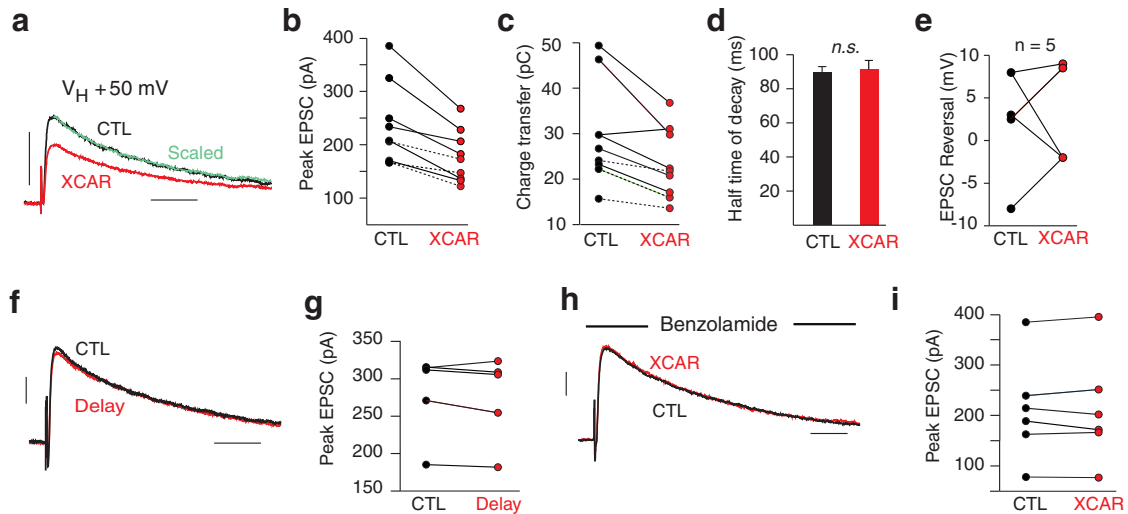 a
V_H +50 mV
CTL
Scaled
XCAR
b
Peak EPSC (pA)
400
300
200
100
CTL XCAR
c
Charge transfer (pC)
50
40
30
20
10
CTL XCAR
d
Half time of decay (ms)
n.s.
100
80
60
40
20
CTL XCAR
e
EPSC Reversal (mV)
n = 5
10
5
0
-5
-10
CTL XCAR
f
CTL
Delay
g
Peak EPSC (pA)
350
300
250
200
150
CTL Delay
h
Benzolamide
XCAR
CTL
i
Peak EPSC (pA)
400
300
200
100
CTL XCAR